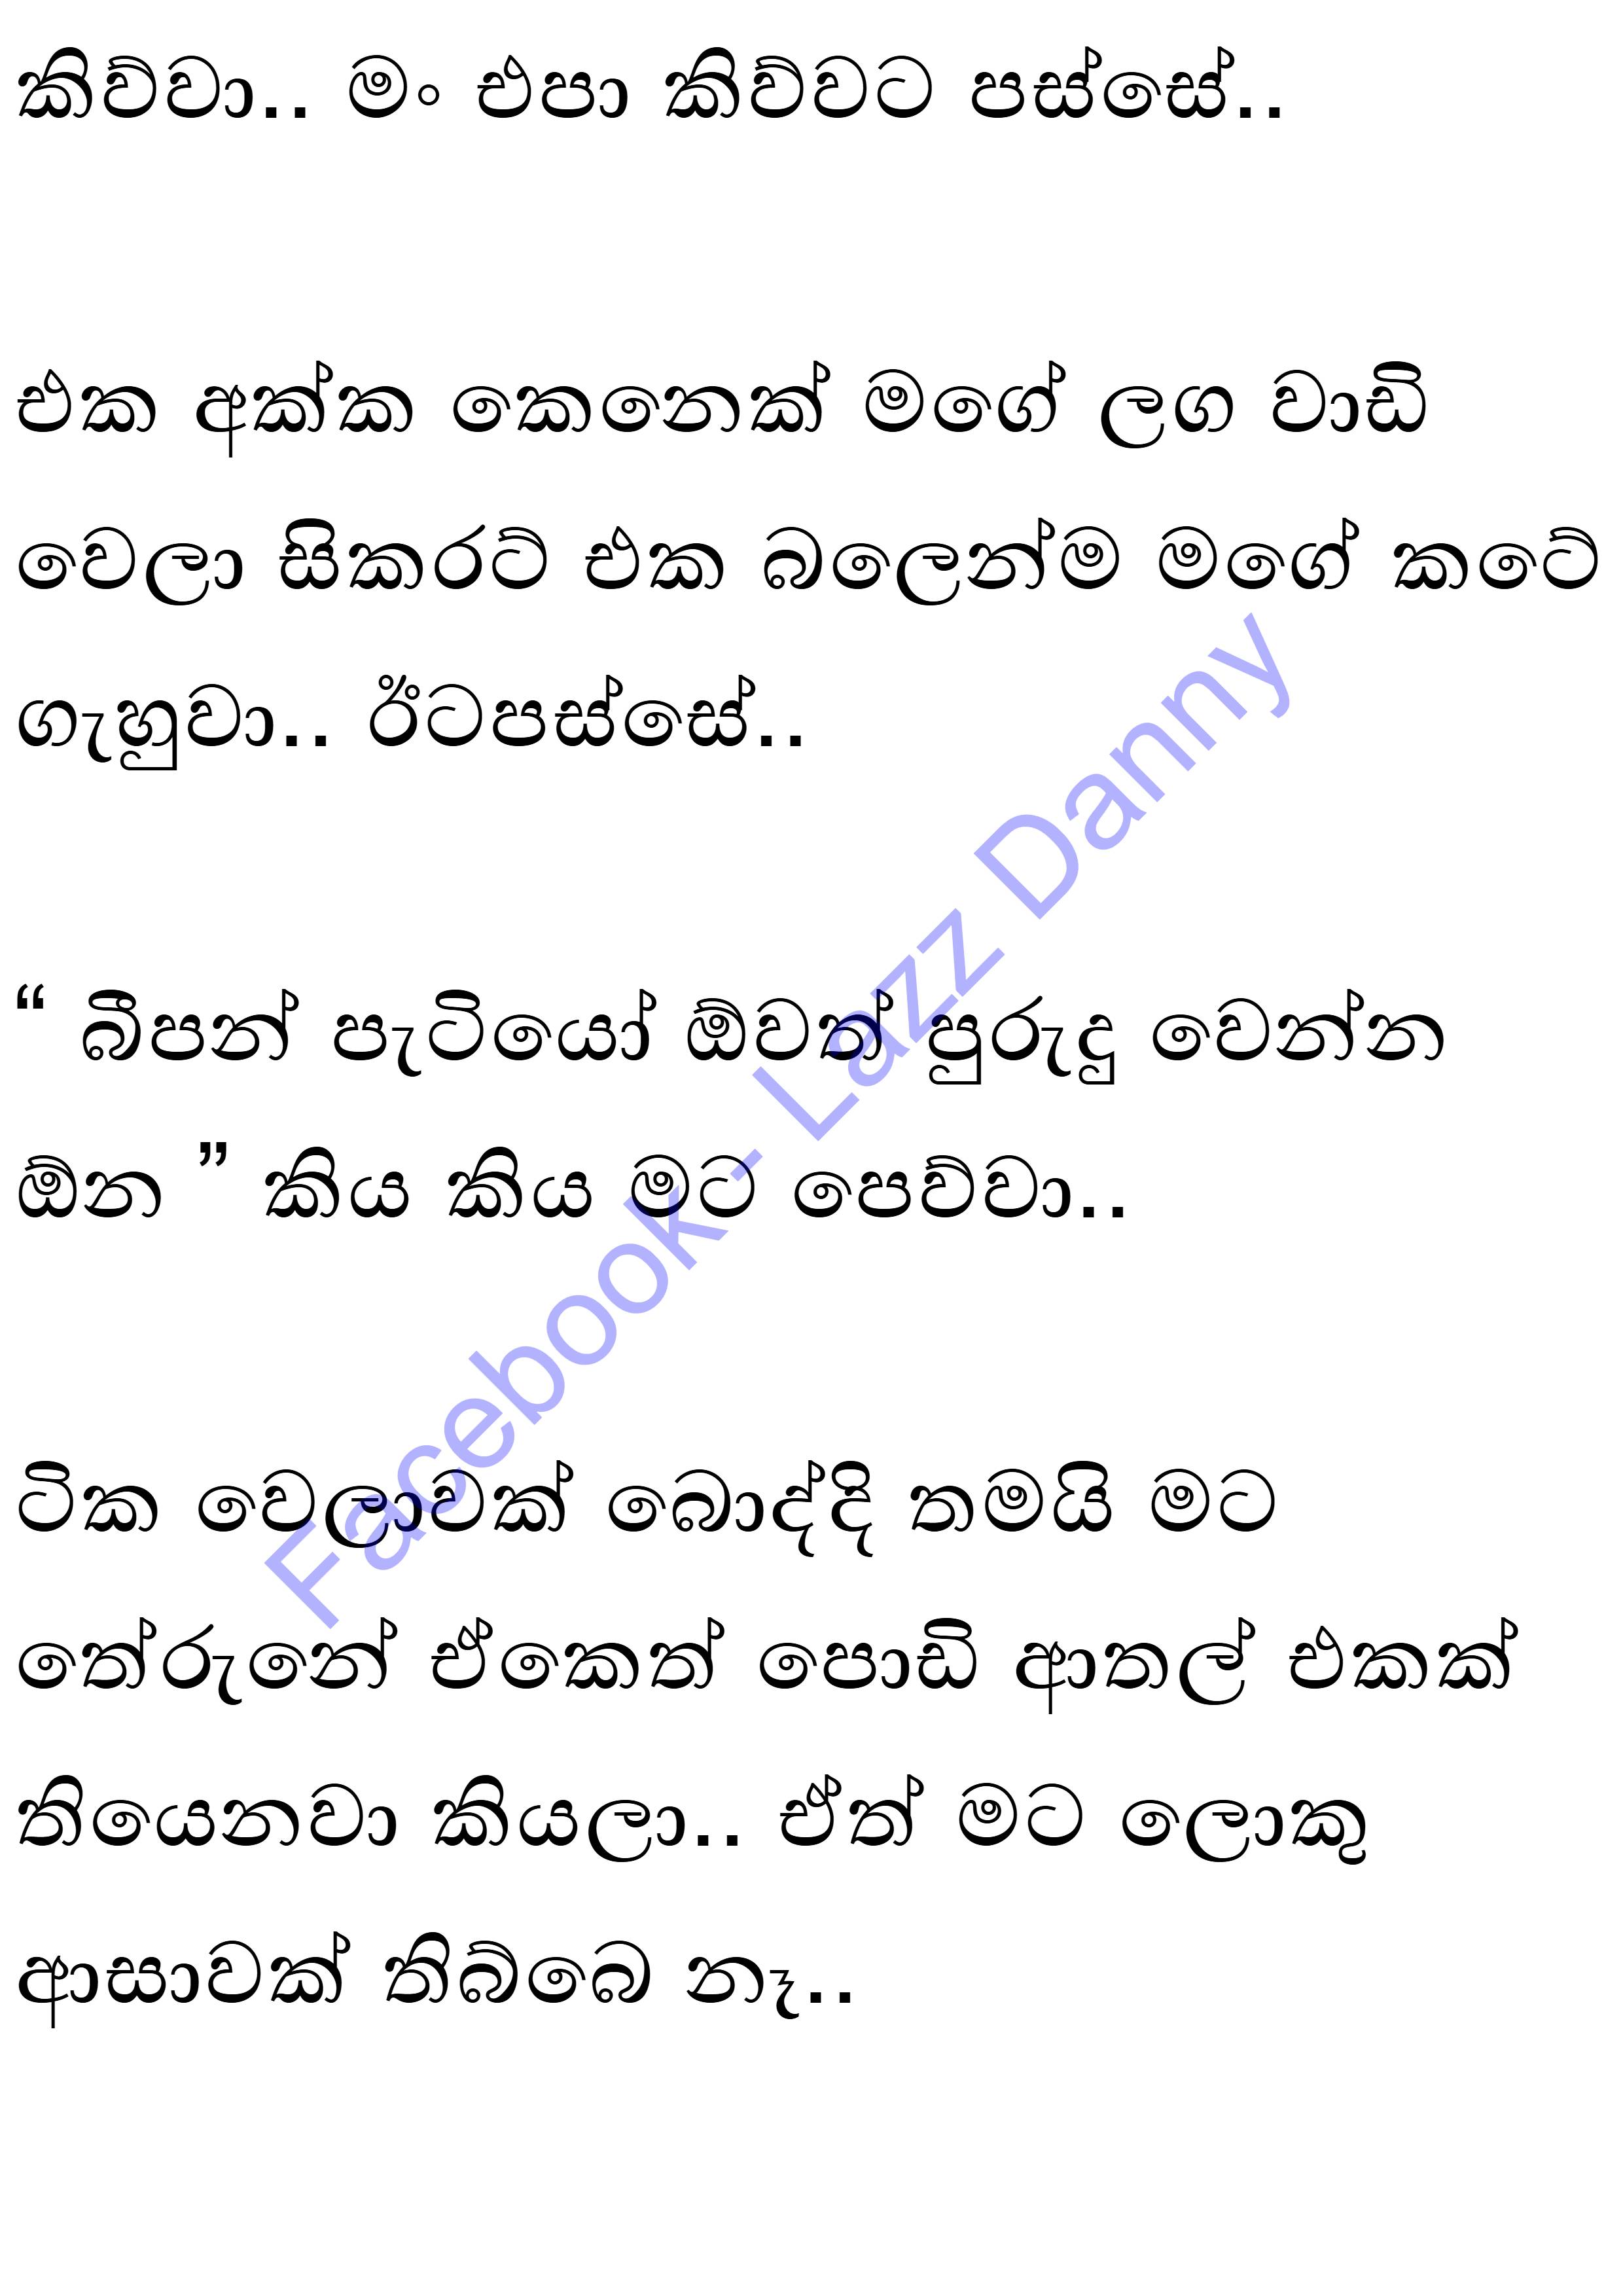 කිව්වා.. මං එපා කිව්වට පස්සේ..
එක අක්ක කෙනෙක් මගේ ලග වාඩි
වෙලා සිකරට් එක බලෙන්ම මගේ කටේ
ගැහුවා.. ඊටපස්සේ..
“ බීපන් පැටියෝ ඕවත් පුරුදු වෙන්න
ඕන ” කිය කිය මට පෙව්වා..
ටික වෙලාවක් බොද්දි තමයි මට
තේරුනේ ඒකෙත් පොඩි ආතල් එකක්
තියෙනවා කියලා.. ඒත් මට ලොකු
ආසාවක් තිබ්බෙ නෑ..
Facebook - Lazz Danny